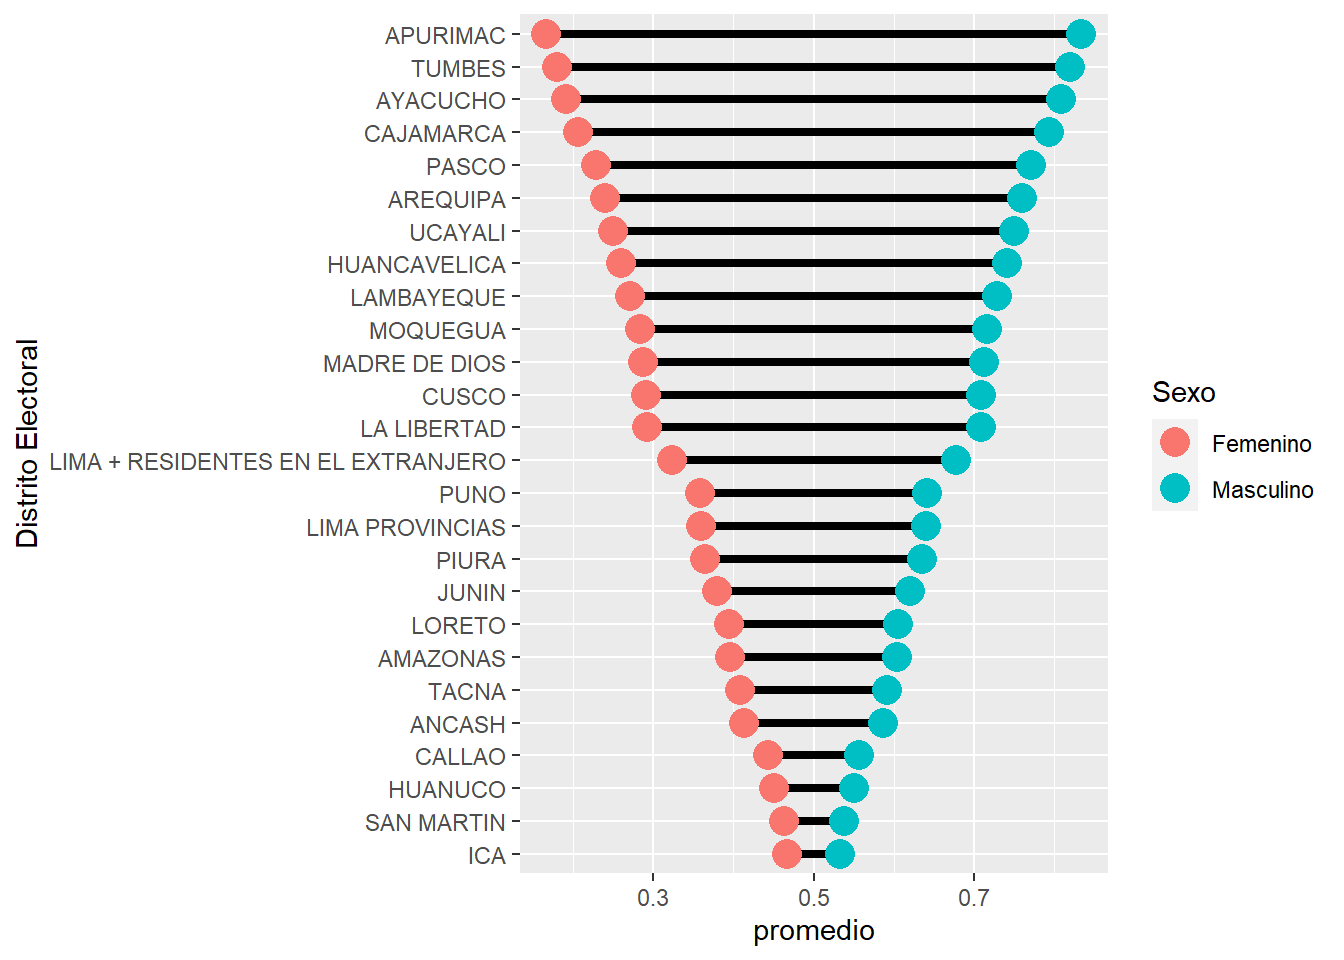 APURIMAC
TUMBES
AYACUCHO
CAJAMARCA
PASCO
AREQUIPA
UCAYALI
HUANCAVELICA
LAMBAYEQUE
MOQUEGUA
MADRE DE DIOS
CUSCO
LA LIBERTAD
LIMA + RESIDENTES EN EL EXTRANJERO
PUNO
LIMA PROVINCIAS
PIURA
JUNIN
LORETO
AMAZONAS
TACNA
ANCASH
CALLAO
HUANUCO
SAN MARTIN
ICA
Distrito Electoral
0.3 0.5 0.7
promedio
Sexo
Femenino
Masculino